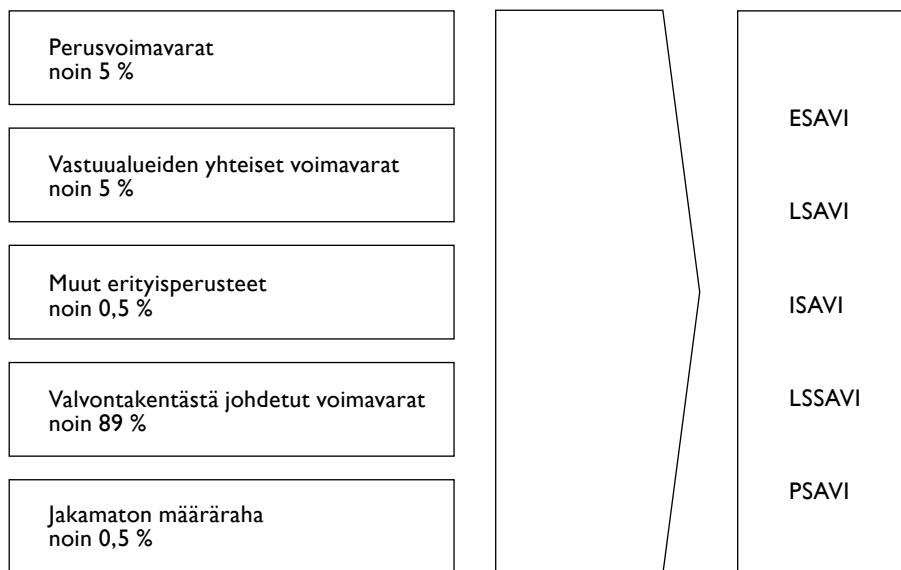 Perusvoimavarat
noin 5 %
Vastuualueiden yhteiset voimavarat
noin 5 %
Muut erityisperusteet
noin 0,5 %
Valvontakentästä johdetut voimavarat
noin 89 %
Jakamaton määräraha
noin 0,5 %
ESAVI
LSAVI
ISAVI
LSSAVI
PSAVI